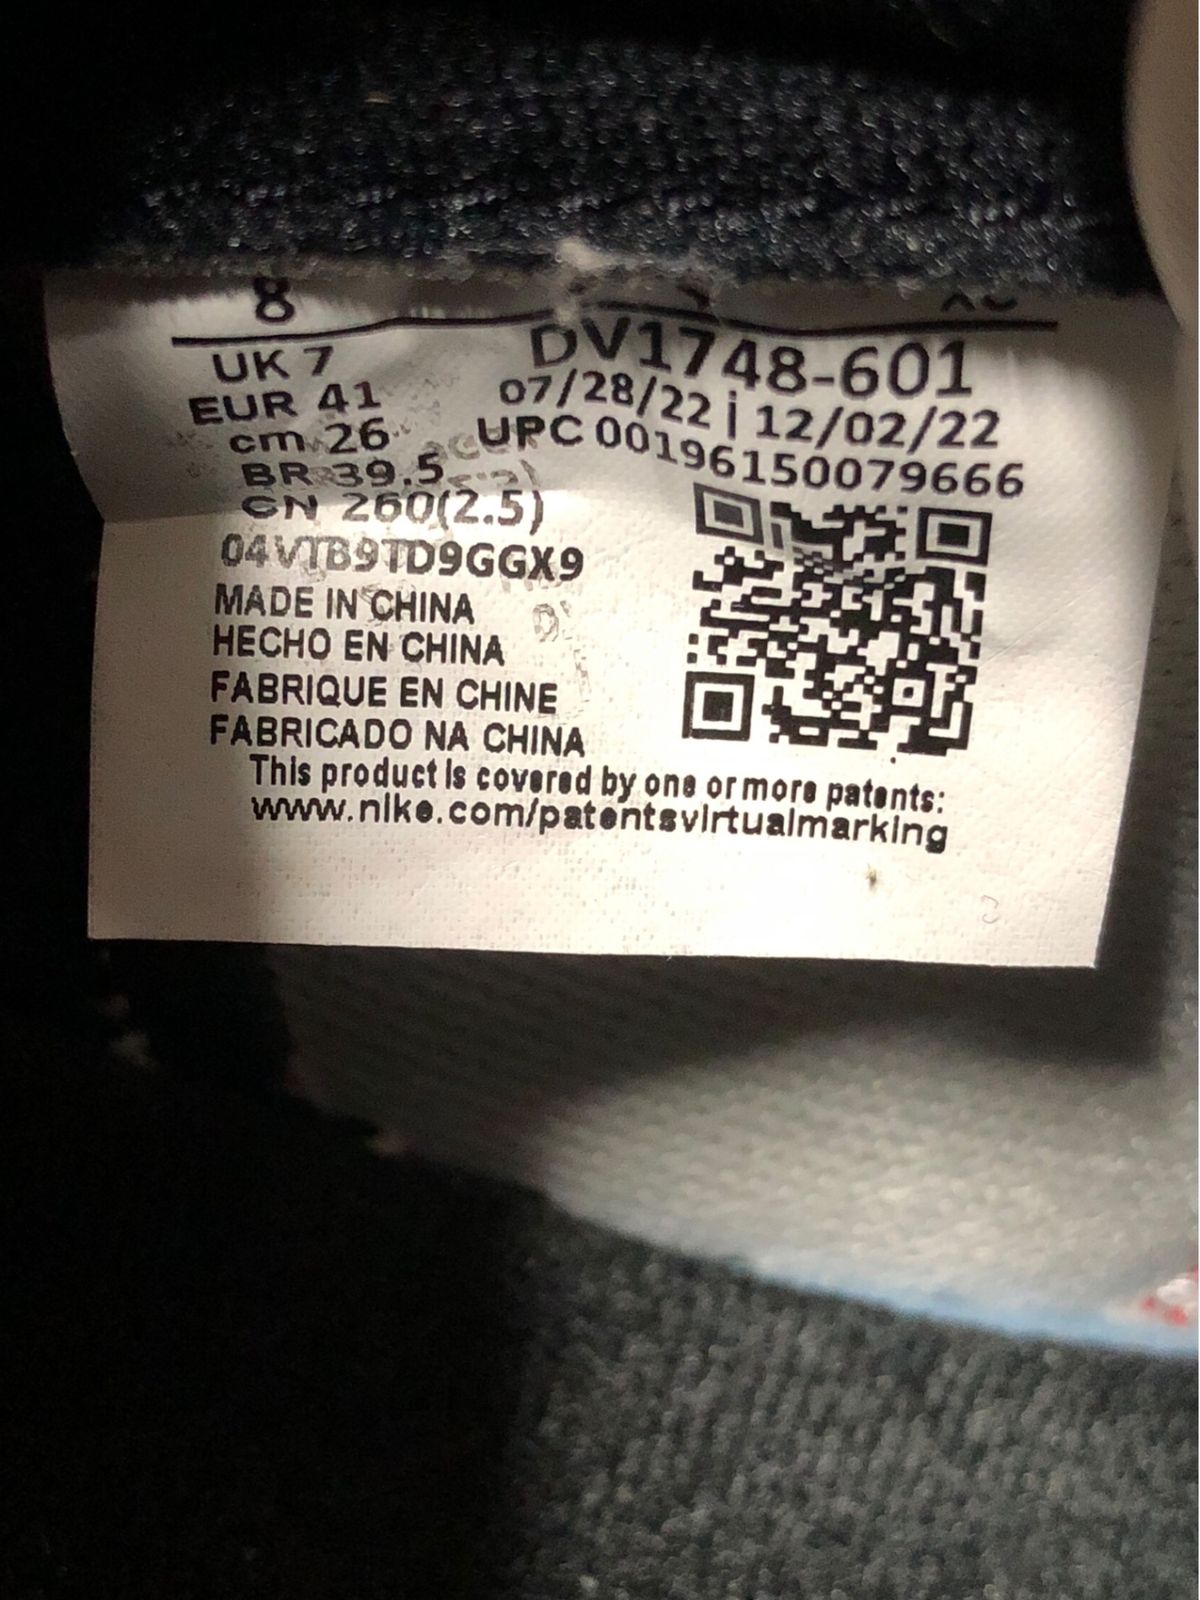 8
UK 7
EUR 41
cm 26
BR 39.5
CN 260(2.5)
04VTB9TD9GGX9
MADE IN CHINA
HECHO EN CHINA
FABRIQUE EN CHINE
FABRICADO NA CHINA
DV1748-601
07/28/22 i 12/02/22
UPC 00196150079666
This product is covered by one or more patents:
www.nike.com/patentsvirtualmarking